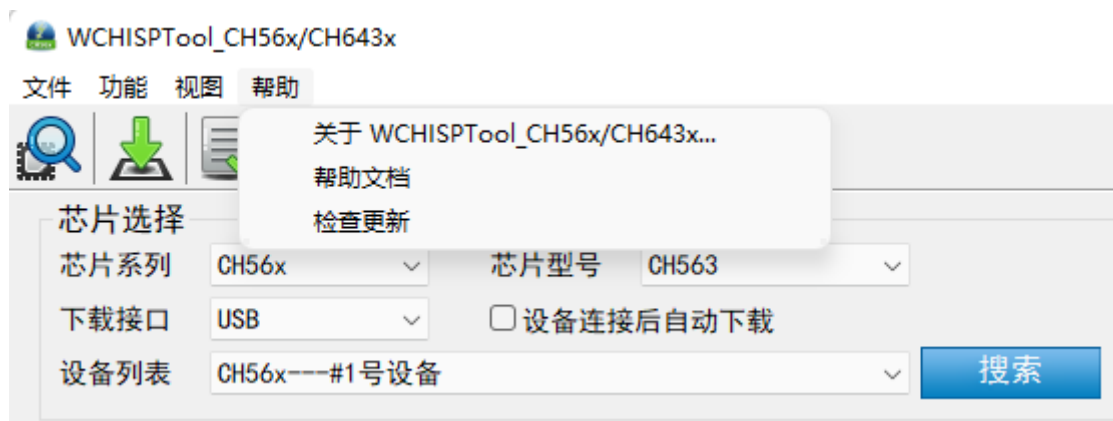 WCHISPTool_CH56x/CH643x
文件 功能 视图 帮助
关于 WCHISPTool_CH56x/CH643x...
帮助文档
检查更新
芯片选择
芯片系列 CH56x 芯片型号 CH563
下载接口 USB 设备连接后自动下载
设备列表 CH56x---#1号设备 搜索